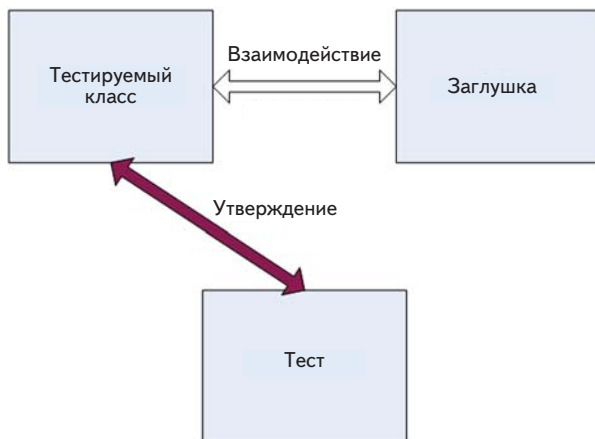 Взаимодействие
Тестируемый
класс
Заглушка
Утверждение
Тест